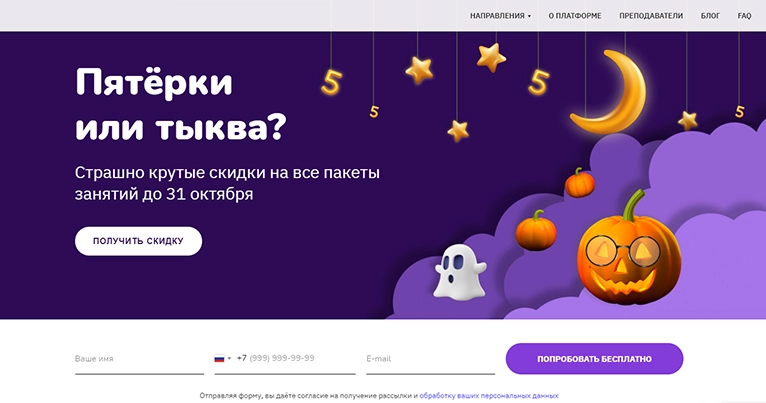 НАПРАВЛЕНИЯ О ПЛАТФОРМЕ ПРЕПОДАВАТЕЛИ БЛОГ FAQ
Пятёрки
или тыква?
5 5 5 5
Страшно крутые скидки на все пакеты
занятий до 31 октября
ПОЛУЧИТЬ СКИДКУ
Ваше имя +7 (999) 999-99-99 E-mail ПОПРОБОВАТЬ БЕСПЛАТНО
Отправляя форму, вы даёте согласие на получение рассылки и обработку ваших персональных данных